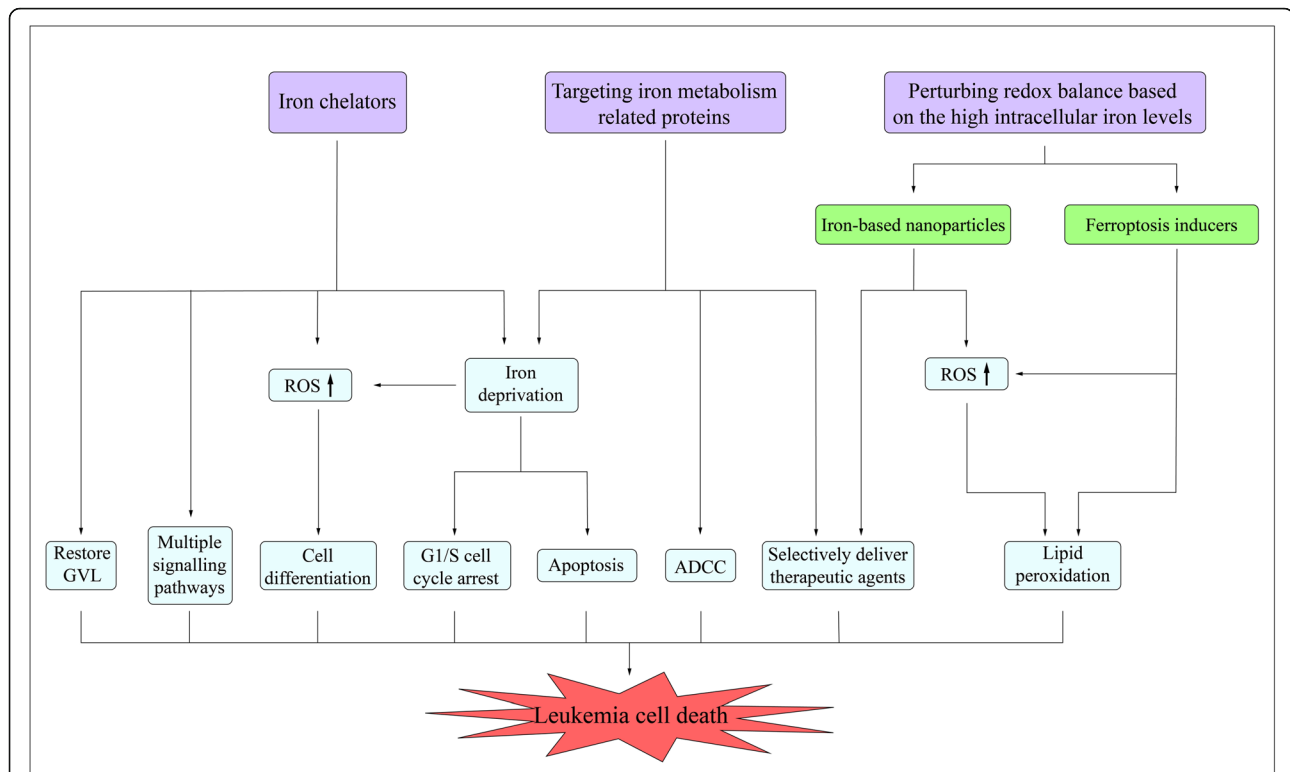 Iron chelators
Targeting iron metabolism
related proteins
Perturbing redox balance based
on the high intracellular iron levels
Iron-based nanoparticles
Ferroptosis inducers
ROS
Iron
deprivation
ROS
Restore
GVL
Multiple
signalling
pathways
Cell
differentiation
G1/S cell
cycle arrest
Apoptosis
ADCC
Selectively deliver
therapeutic agents
Lipid
peroxidation
Leukemia cell death